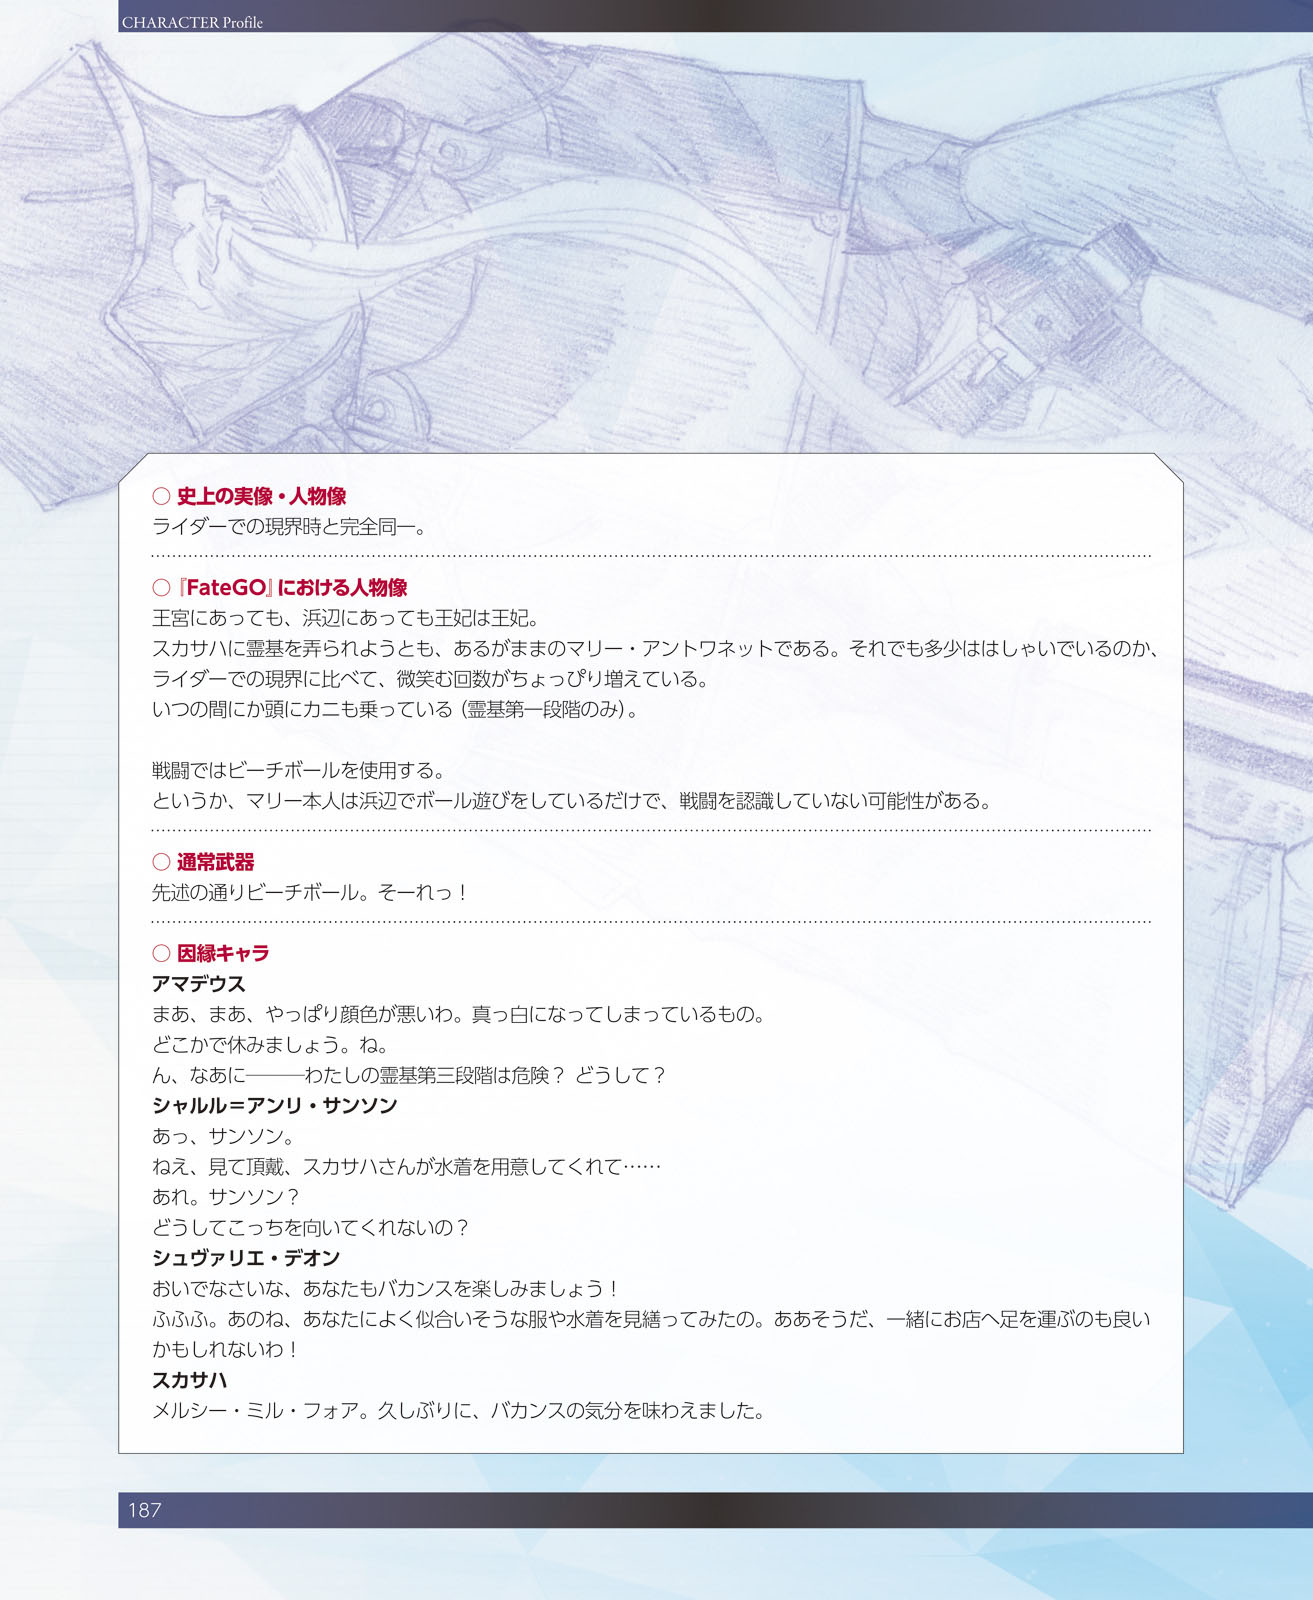 CHARACTER Profile
○ 史上の実像・人物像
ライダーでの現界時と完全同一。
○『FateGO』における人物像
王宮にあっても、浜辺にあっても王妃は王妃。
スカサハに霊基を弄られようとも、あるがままのマリー・アントワネットである。それでも多少ははしゃいでいるのか、
ライダーでの現界に比べて、微笑む回数がちょっぴり増えている。
いつの間にか頭にカニも乗っている（霊基第一段階のみ）。
戦闘ではビーチボールを使用する。
というか、マリー本人は浜辺でボール遊びをしているだけで、戦闘を認識していない可能性がある。
○ 通常武器
先述の通りビーチボール。そーれっ！
○ 因縁キャラ
アマデウス
まあ、まあ、やっぱり顔色が悪いわ。真っ白になってしまっているもの。
どこかで休みましょう。ね。
ん、なあに───わたしの霊基第三段階は危険？ どうして？
シャルル＝アンリ・サンソン
あっ、サンソン。
ねえ、見て頂戴、スカサハさんが水着を用意してくれて……
あれ。サンソン？
どうしてこっちを向いてくれないの？
シュヴァリエ・デオン
おいでなさいな、あなたもバカンスを楽しみましょう！
ふふふ。あのね、あなたによく似合いそうな服や水着を見繕ってみたの。ああそうだ、一緒にお店へ足を運ぶのも良い
かもしれないわ！
スカサハ
メルシー・ミル・フォア。久しぶりに、バカンスの気分を味わえました。
187